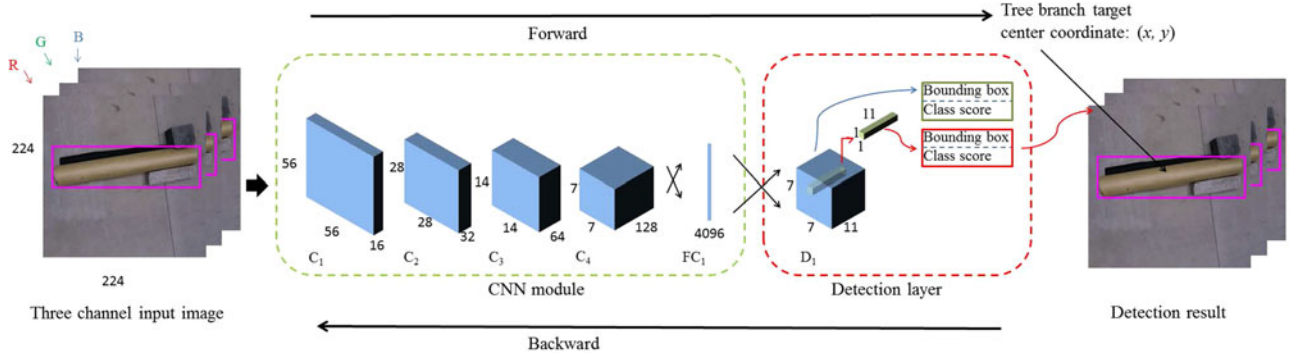 Forward
Tree branch target
center coordinate: (x, y)
R
G
B
224
224
Three channel input image
56
56
16
C1
28
28
32
C2
14
14
64
C3
7
7
128
C4
4096
FC1
CNN module
7
7
11
D1
1
1
11
Bounding box
Class score
Bounding box
Class score
Detection layer
Detection result
Backward